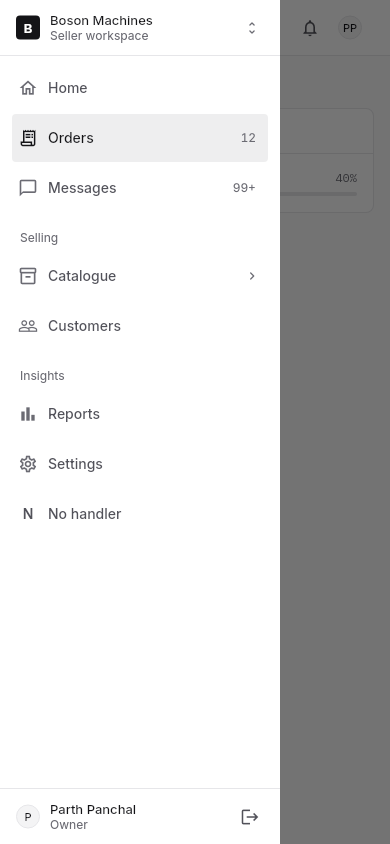 B
Boson Machines
Seller workspace
PP
Home
Orders 12
40%
Messages 99+
Selling
Catalogue
Customers
Insights
Reports
Settings
N No handler
P
Parth Panchal
Owner